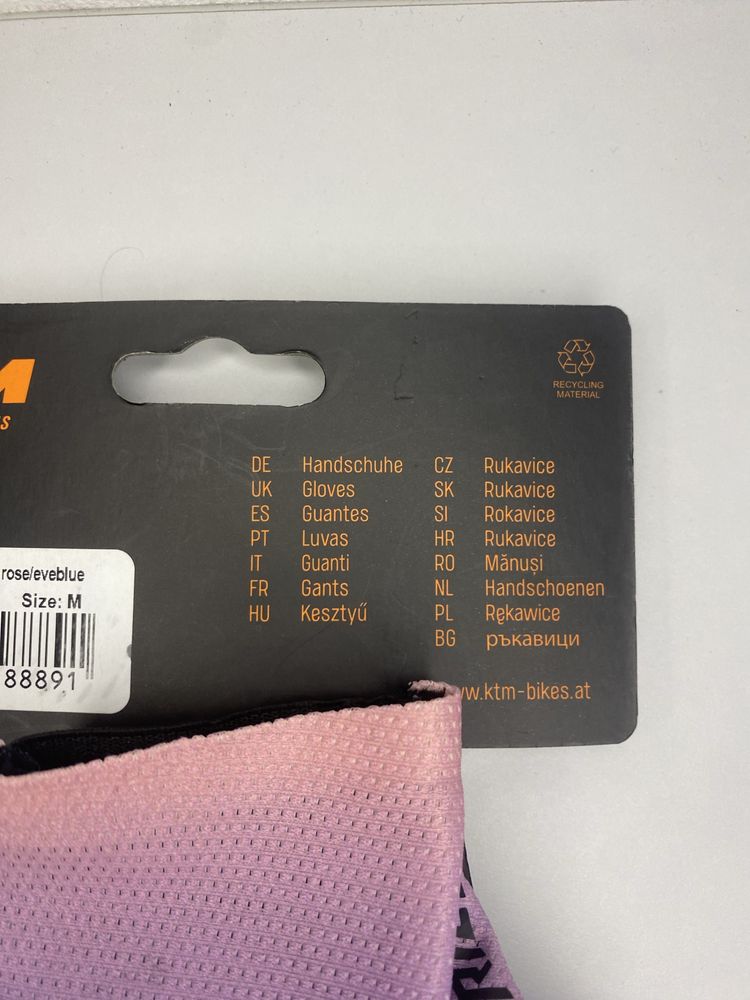 RECYCLING
MATERIAL
DE Handschuhe
UK Gloves
ES Guantes
PT Luvas
IT Guanti
FR Gants
HU Kesztyű
CZ Rukavice
SK Rukavice
SI Rokavice
HR Rukavice
RO Mănuși
NL Handschoenen
PL Rękawice
BG ръкавици
rose/eveblue
Size: M
88891
www.ktm-bikes.at